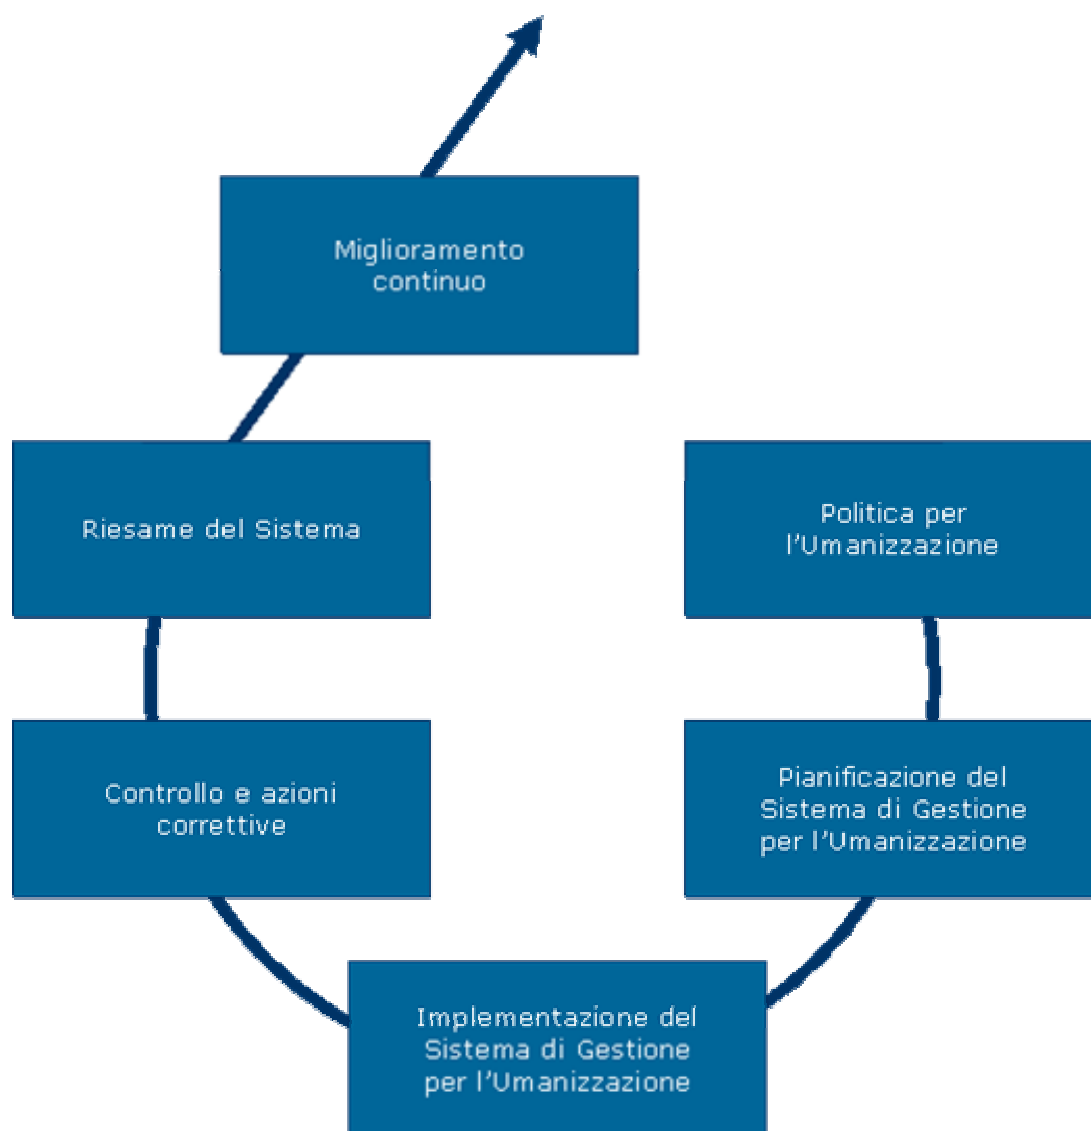 Miglioramento
continuo
Riesame del Sistema
Politica per
l'Umanizzazione
Controllo e azioni
correttive
Pianificazione del
Sistema di Gestione
per l'Umanizzazione
Implementazione del
Sistema di Gestione
per l'Umanizzazione